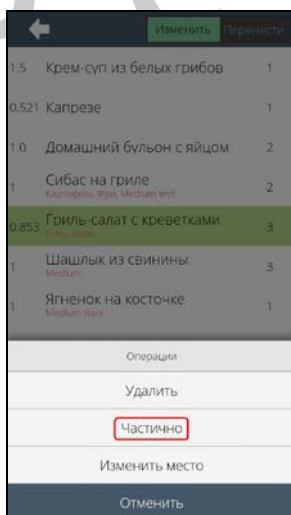 Изменить Перенести
1.5 Крем-суп из белых грибов 1
0.521 Капрезе 1
1.0 Домашний бульон с яйцом 2
1 Сибас на гриле 2
Картофель Фри, Medium well
0.853 Гриль-салат с креветками 3
1 Шашлык из свинины 3
Medium
1 Ягненок на косточке 1
Medium Rare
Операции
Удалить
Частично
Изменить место
Отменить